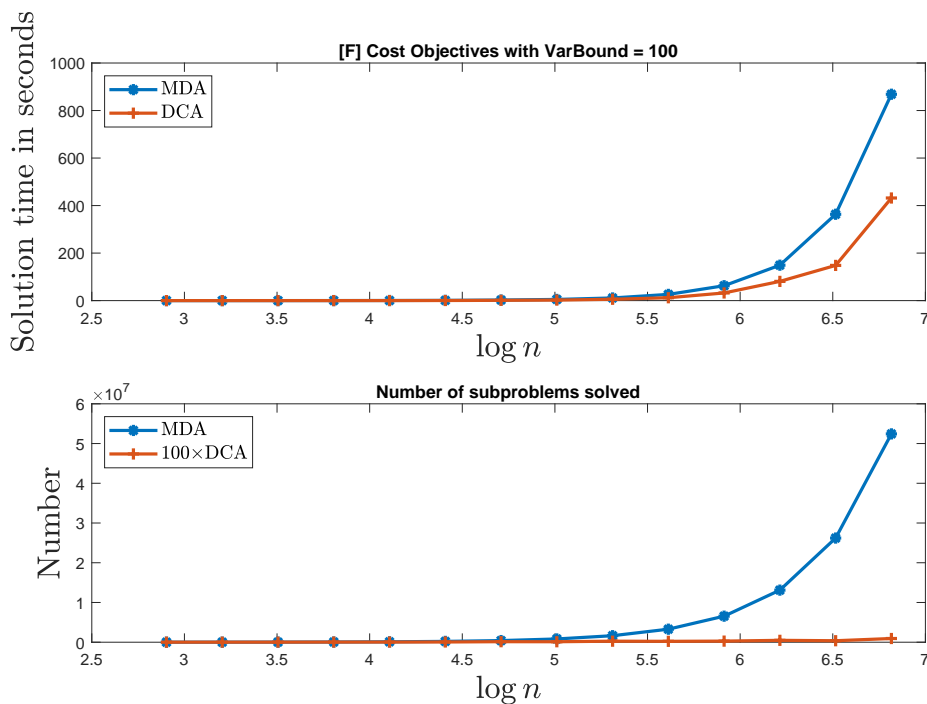 [F] Cost Objectives with VarBound = 100
Solution time in seconds
1000
800
600
400
200
0
MDA
DCA
2.5 3 3.5 4 4.5 5 5.5 6 6.5 7
log n
Number of subproblems solved
×10^7
Number
6
5
4
3
2
1
0
MDA
100×DCA
2.5 3 3.5 4 4.5 5 5.5 6 6.5 7
log n